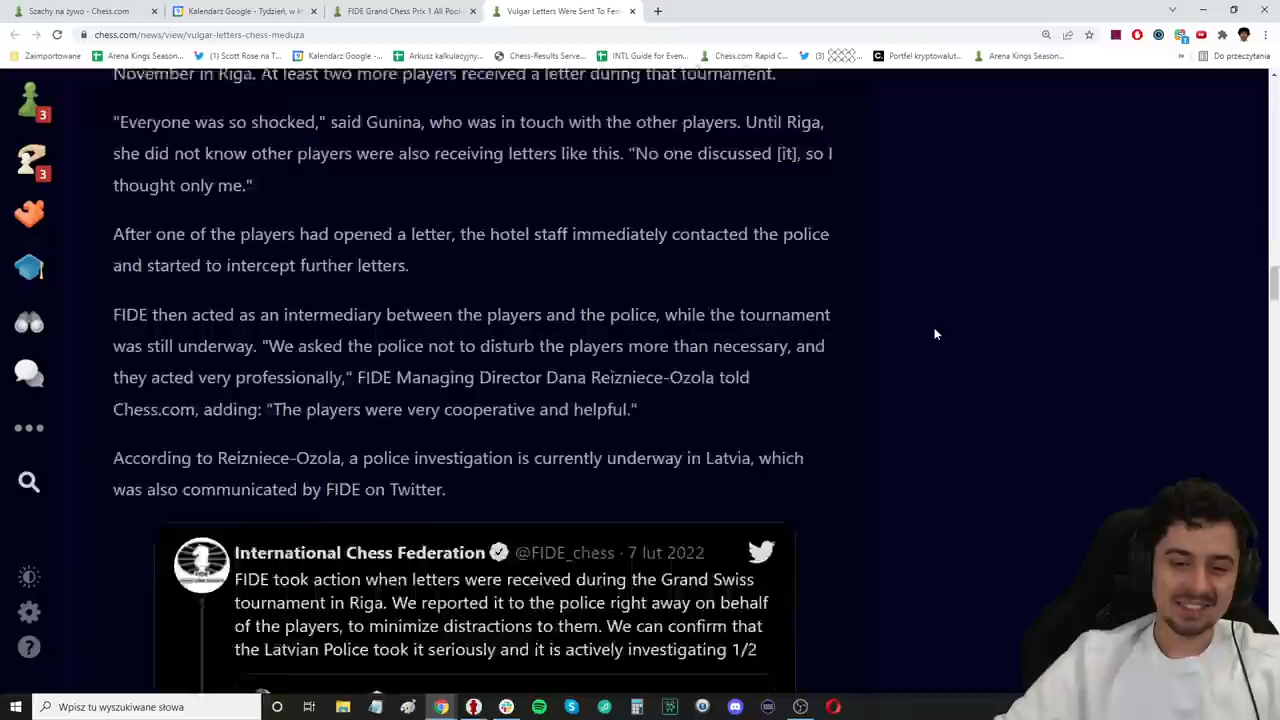 Szachy na żywo - Chess.com
Kalendarz Google - Tydzień, w k
FIDE Grand Chess Prix 1 All Pool
Vulgar Letters Were Sent To Fem
chess.com/news/view/vulgar-letters-chess-meduza
Zaimportowane
Arena Kings Season...
(1) Scott Rose na T...
Kalendarz Google -...
Arkusz kalkulacyjny...
Chess-Results Serve...
INTL Guide for Even...
Chess.com Rapid C...
(3)
Portfel kryptowalut...
Arena Kings Season...
»
Do przeczytania
November in Riga. At least two more players received a letter during that tournament.
"Everyone was so shocked," said Gunina, who was in touch with the other players. Until Riga,
she did not know other players were also receiving letters like this. "No one discussed [it], so I
thought only me."
After one of the players had opened a letter, the hotel staff immediately contacted the police
and started to intercept further letters.
FIDE then acted as an intermediary between the players and the police, while the tournament
was still underway. "We asked the police not to disturb the players more than necessary, and
they acted very professionally," FIDE Managing Director Dana Reizniece-Ozola told
Chess.com, adding: "The players were very cooperative and helpful."
According to Reizniece-Ozola, a police investigation is currently underway in Latvia, which
was also communicated by FIDE on Twitter.
International Chess Federation @FIDE_chess · 7 lut 2022
FIDE took action when letters were received during the Grand Swiss
tournament in Riga. We reported it to the police right away on behalf
of the players, to minimize distractions to them. We can confirm that
the Latvian Police took it seriously and it is actively investigating 1/2
3
3
Wpisz tu wyszukiwane słowa